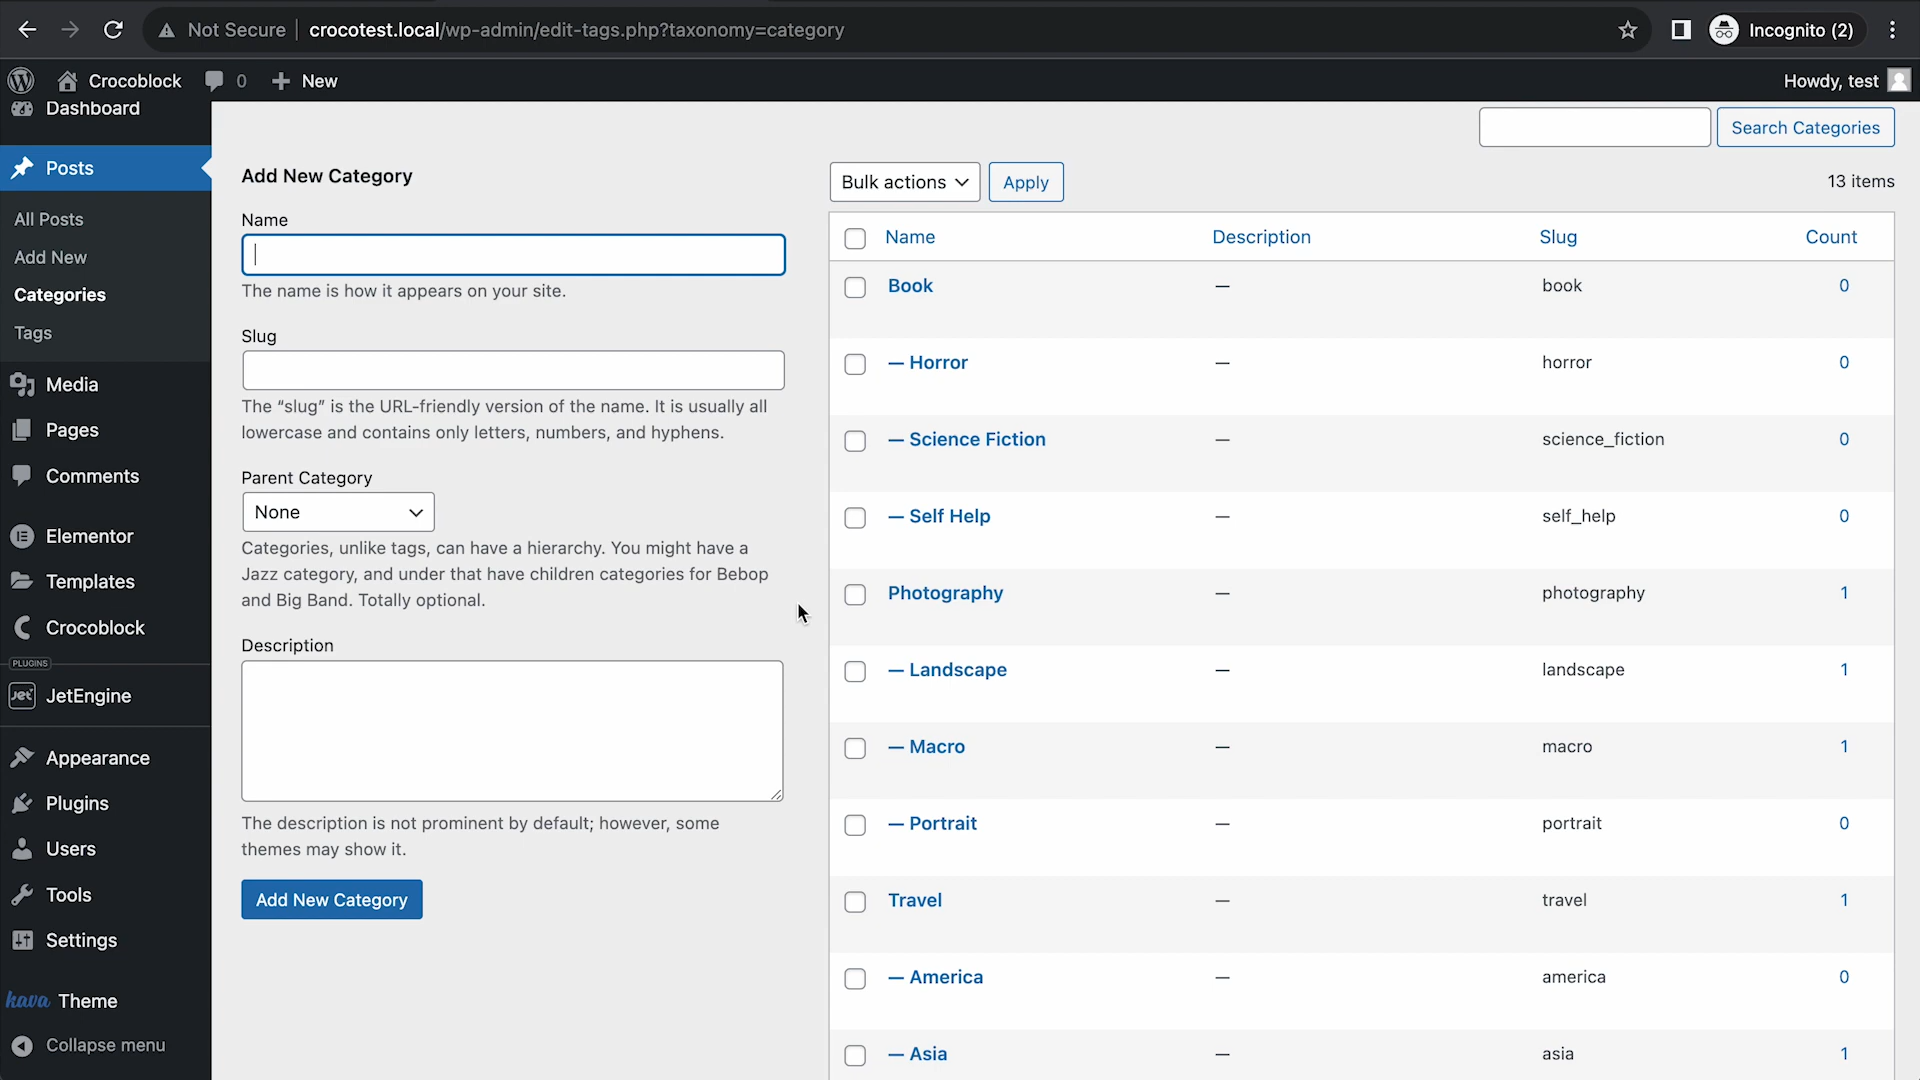 Not Secure
crocotest.local/wp-admin/edit-tags.php?taxonomy=category
Incognito (2)
Crocoblock
0
New
Howdy, test
Dashboard
Posts
All Posts
Add New
Categories
Tags
Media
Pages
Comments
Elementor
Templates
Crocoblock
PLUGINS
Jet
JetEngine
Appearance
Plugins
Users
Tools
Settings
kava Theme
Collapse menu
Add New Category
Name
The name is how it appears on your site.
Slug
The “slug” is the URL-friendly version of the name. It is usually all
lowercase and contains only letters, numbers, and hyphens.
Parent Category
None
Categories, unlike tags, can have a hierarchy. You might have a
Jazz category, and under that have children categories for Bebop
and Big Band. Totally optional.
Description
The description is not prominent by default; however, some
themes may show it.
Add New Category
Search Categories
Bulk actions
Apply
13 items
Name Description Slug Count
Book — book 0
— Horror — horror 0
— Science Fiction — science_fiction 0
— Self Help — self_help 0
Photography — photography 1
— Landscape — landscape 1
— Macro — macro 1
— Portrait — portrait 0
Travel — travel 1
— America — america 0
— Asia — asia 1